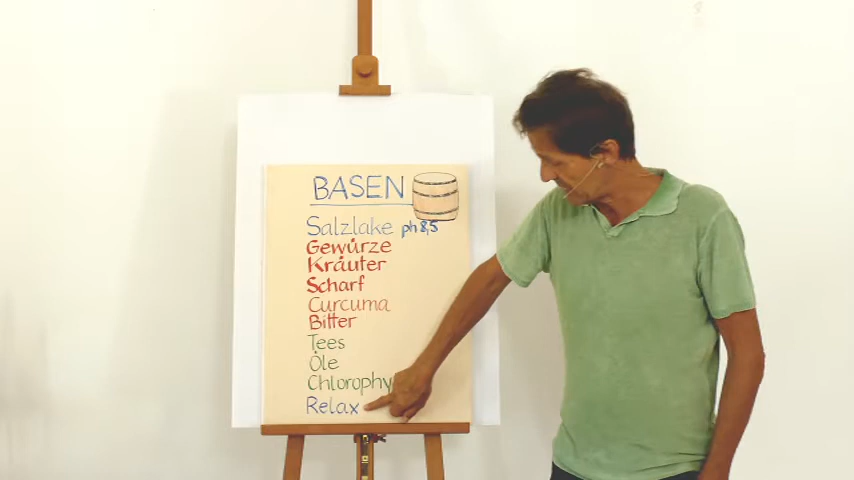 BASEN
Salzlake ph 8,5
Gewürze
Kräuter
Scharf
Curcuma
Bitter
Tees
Öle
Chlorophy
Relax